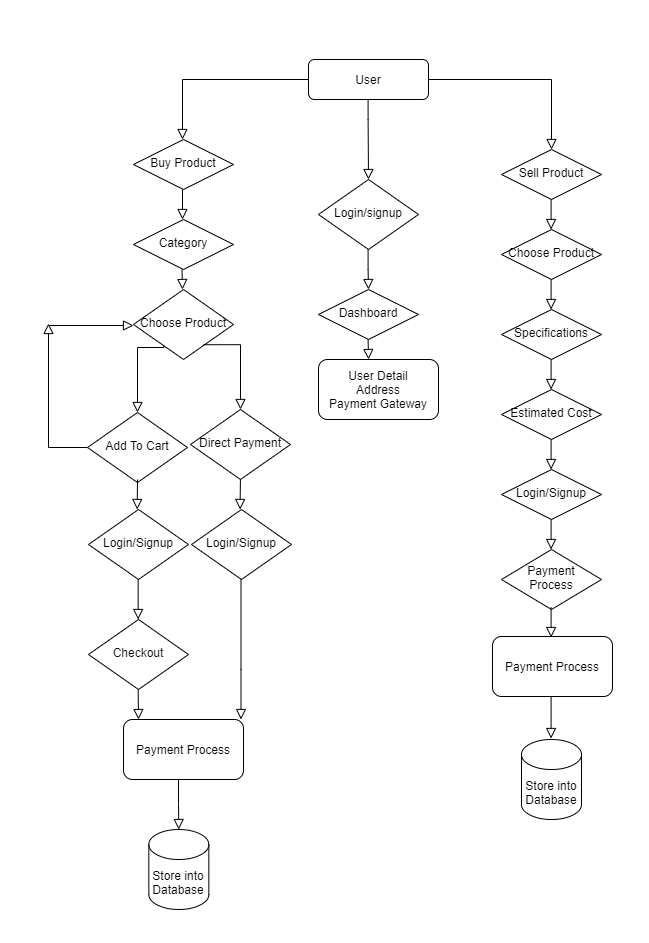 User
Buy Product
Category
Choose Product
Add To Cart
Direct Payment
Login/Signup
Login/Signup
Checkout
Payment Process
Store into
Database
Login/signup
Dashboard
User Detail
Address
Payment Gateway
Sell Product
Choose Product
Specifications
Estimated Cost
Login/Signup
Payment
Process
Payment Process
Store into
Database